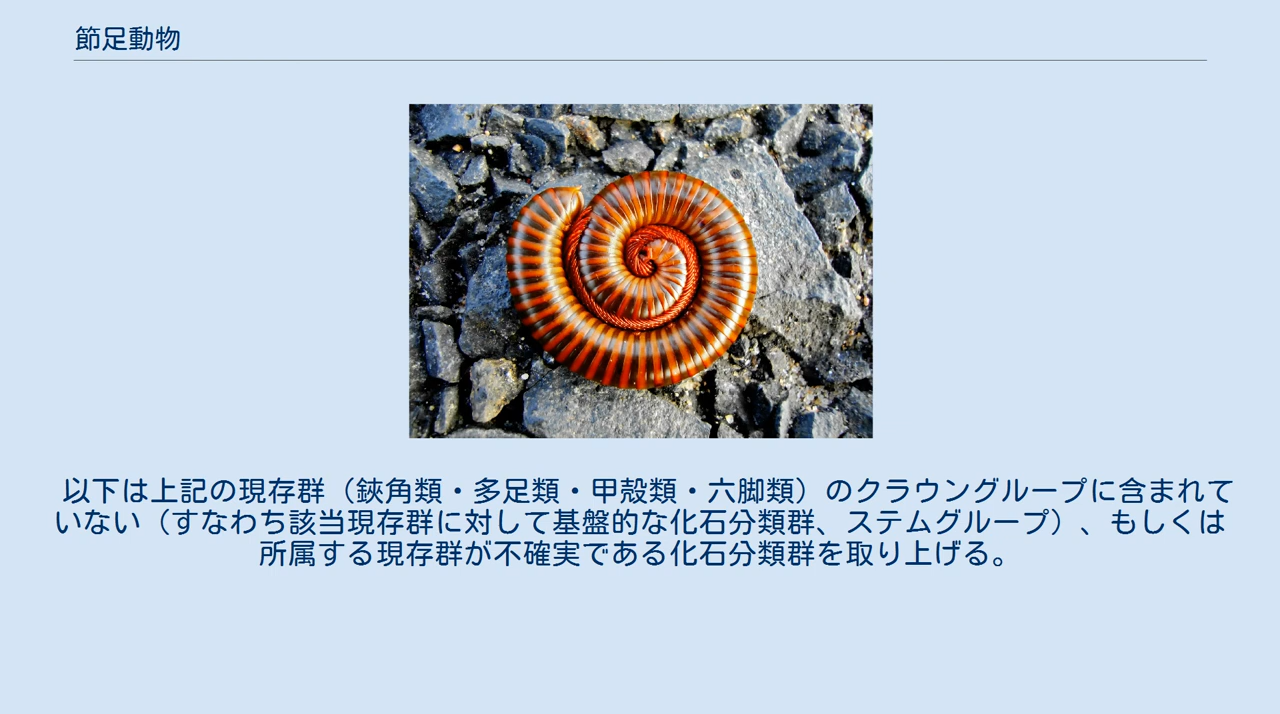 節足動物
以下は上記の現存群（鋏角類・多足類・甲殻類・六脚類）のクラウングループに含まれて
いない（すなわち該当現存群に対して基盤的な化石分類群、ステムグループ）、もしくは
所属する現存群が不確実である化石分類群を取り上げる。